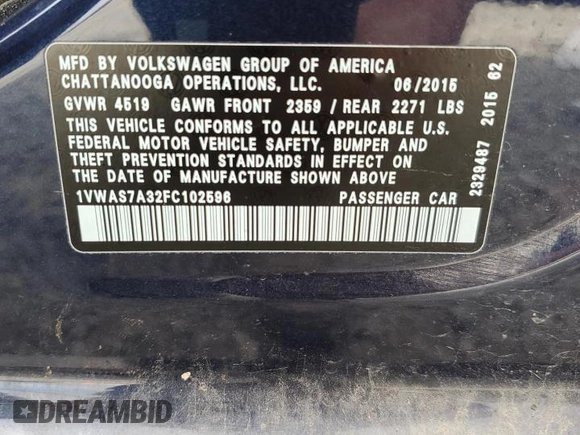 MFD BY VOLKSWAGEN GROUP OF AMERICA
CHATTANOOGA OPERATIONS, LLC. 06/2015
GVWR 4519 GAWR FRONT 2359 / REAR 2271 LBS
THIS VEHICLE CONFORMS TO ALL APPLICABLE U.S.
FEDERAL MOTOR VEHICLE SAFETY, BUMPER AND
THEFT PREVENTION STANDARDS IN EFFECT ON
THE DATE OF MANUFACTURE SHOWN ABOVE
1VWAS7A32FC102596 PASSENGER CAR
2329487 2015 62
DREAMBID